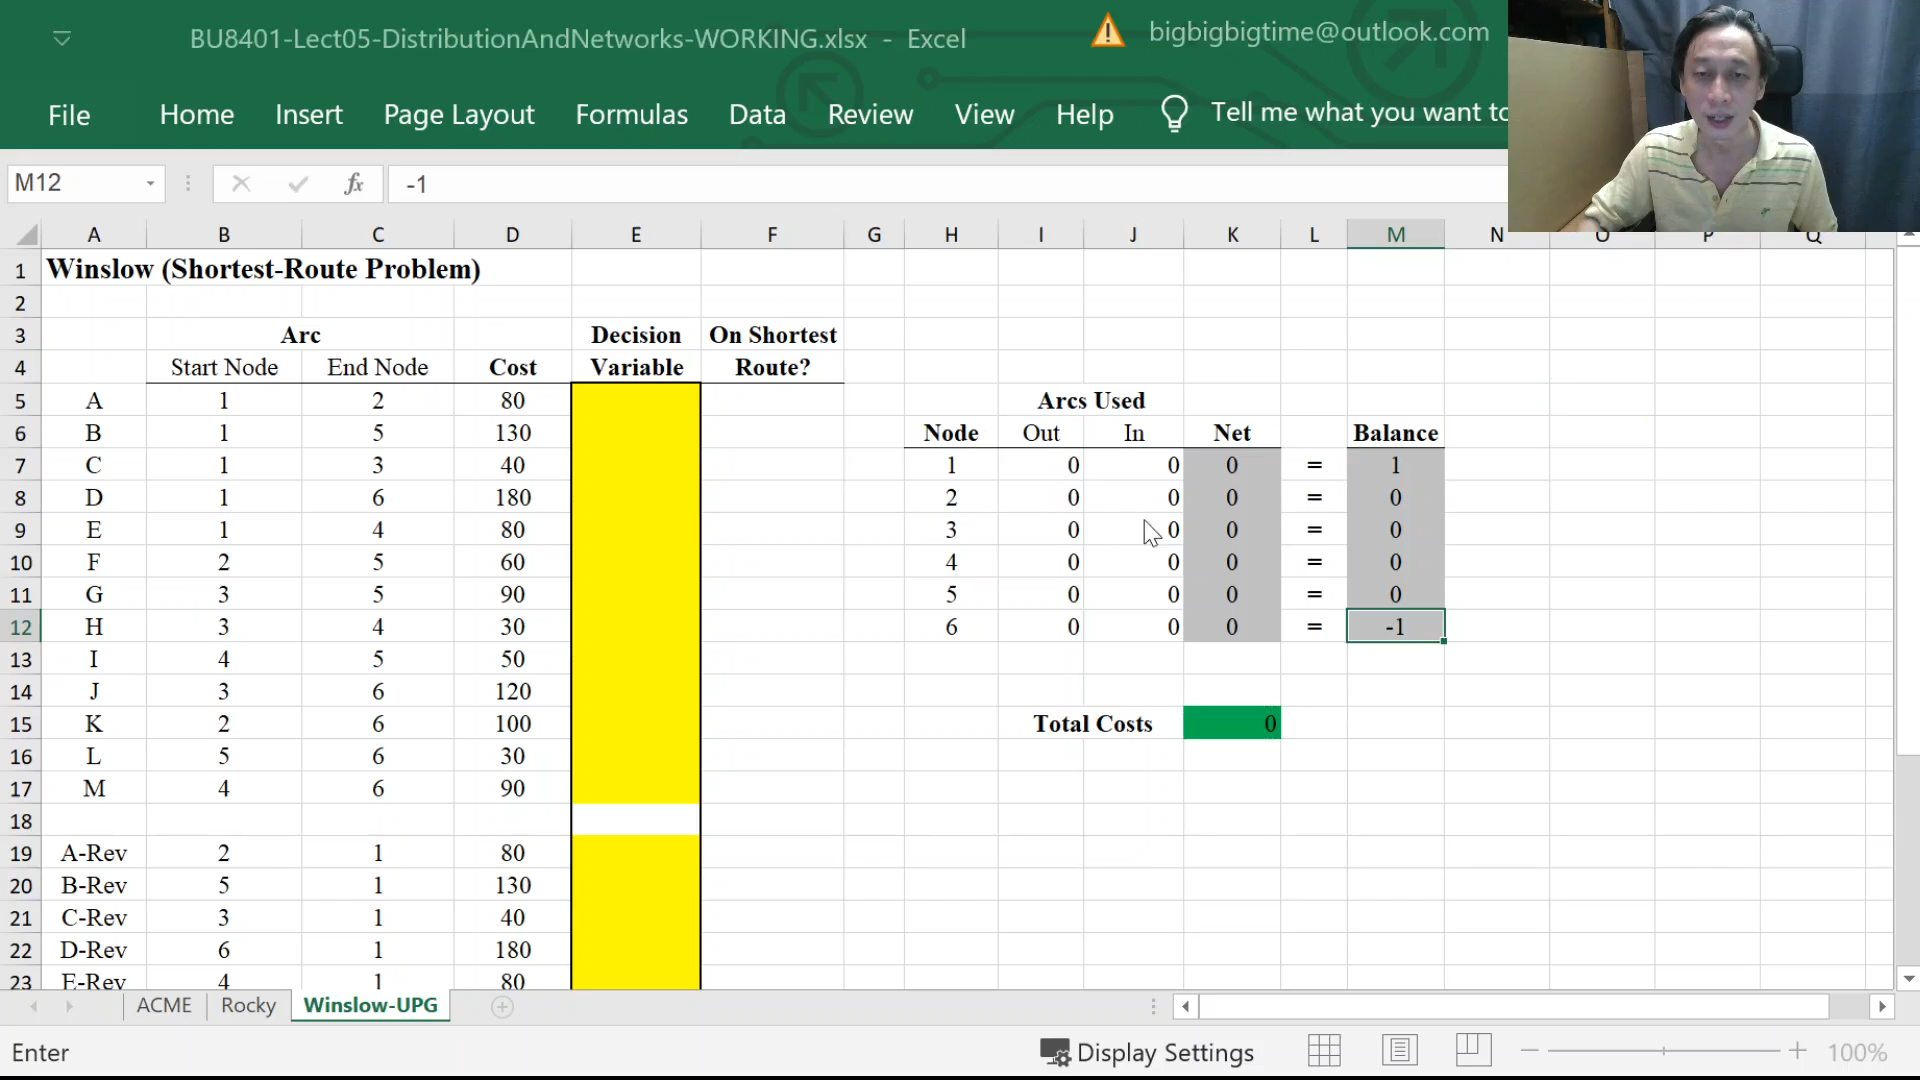 BU8401-Lect05-DistributionAndNetworks-WORKING.xlsx - Excel
bigbigbigtime@outlook.com
File Home Insert Page Layout Formulas Data Review View Help Tell me what you want to
M12 fx -1
A B C D E F G H I J K L M N O P Q
1 Winslow (Shortest-Route Problem)
2
3 Arc Decision On Shortest
4 Start Node End Node Cost Variable Route?
5 A 1 2 80 Arcs Used
6 B 1 5 130 Node Out In Net Balance
7 C 1 3 40 1 0 0 0 = 1
8 D 1 6 180 2 0 0 0 = 0
9 E 1 4 80 3 0 0 0 = 0
10 F 2 5 60 4 0 0 0 = 0
11 G 3 5 90 5 0 0 0 = 0
12 H 3 4 30 6 0 0 0 = -1
13 I 4 5 50
14 J 3 6 120
15 K 2 6 100 Total Costs 0
16 L 5 6 30
17 M 4 6 90
18
19 A-Rev 2 1 80
20 B-Rev 5 1 130
21 C-Rev 3 1 40
22 D-Rev 6 1 180
23 E-Rev 4 1 80
ACME Rocky Winslow-UPG
Enter Display Settings 100%